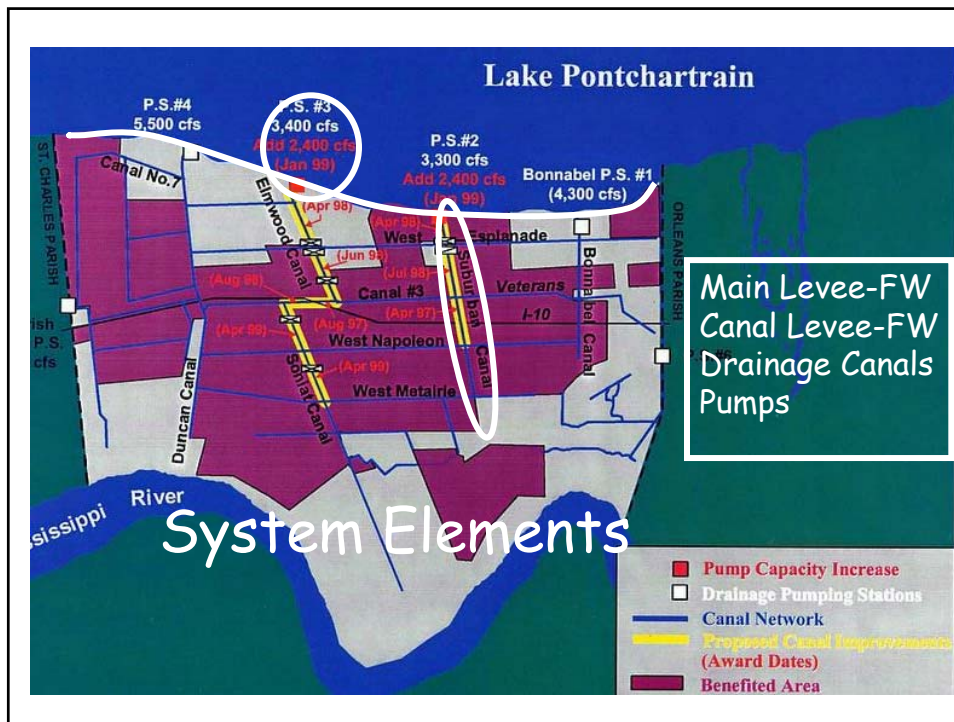 Lake Pontchartrain
P.S.#4
5,500 cfs
P.S. #3
3,400 cfs
Add 2,400 cfs
(Jan 99)
P.S.#2
3,300 cfs
Add 2,400 cfs
(Jan 99)
Bonnabel P.S. #1
(4,300 cfs)
ST. CHARLES PARISH
Canal No.7
Elmwood Canal
(Apr 98)
(Apr 98)
West Esplanade
(Jun 98)
Suburban Canal
(Jul 98)
(Aug 98)
Canal #3
Veterans
(Apr 97)
I-10
Bonnabel Canal
ORLEANS PARISH
rish
P.S.
cfs
(Apr 99)
(Aug 97)
West Napoleon
(Apr 99)
Soniat Canal
West Metairie
Duncan Canal
#6
Main Levee-FW
Canal Levee-FW
Drainage Canals
Pumps
ssissippi River
System Elements
Pump Capacity Increase
Drainage Pumping Stations
Canal Network
Proposed Canal Improvements
(Award Dates)
Benefited Area